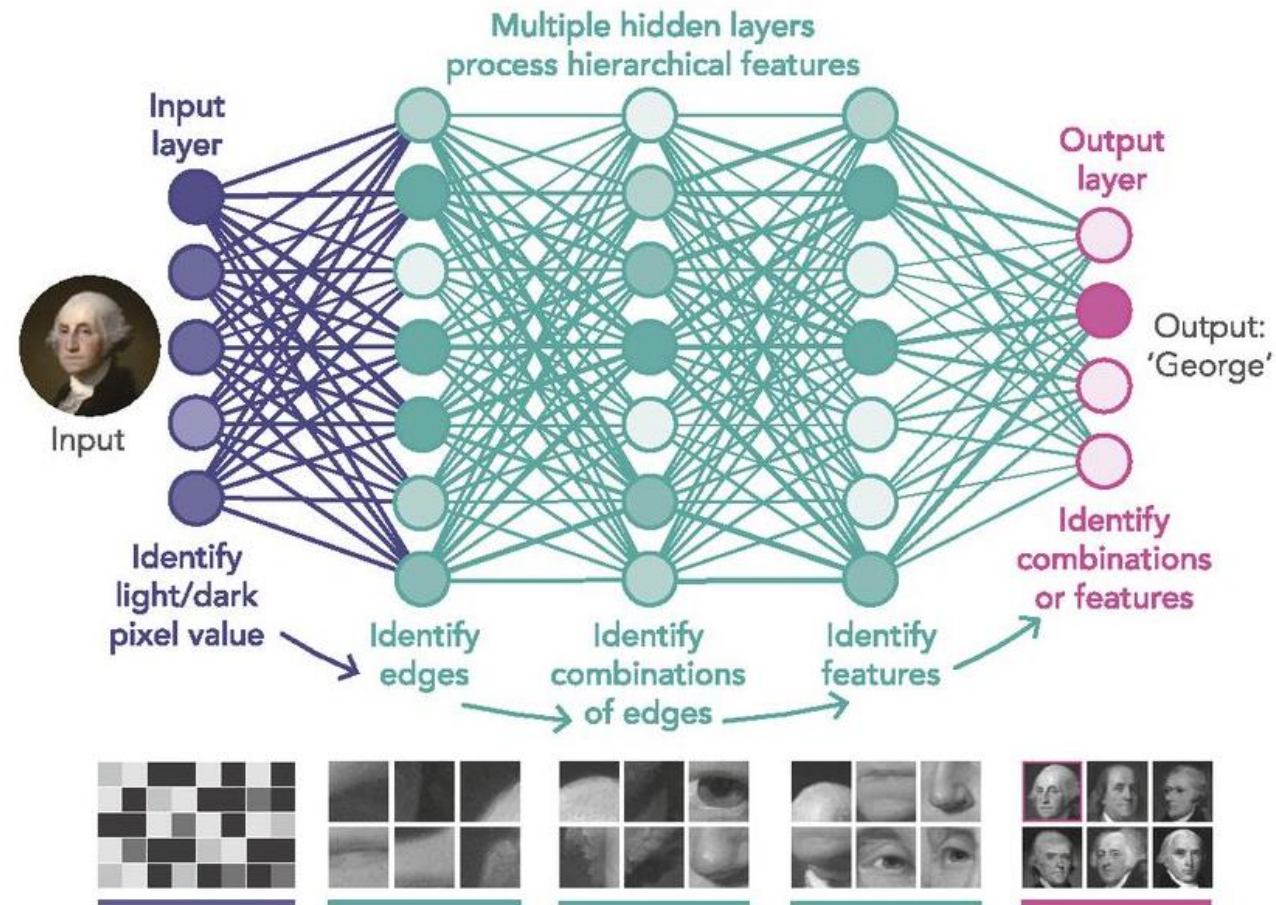 Multiple hidden layers
process hierarchical features
Input
layer
Output
layer
Input
Output:
'George'
Identify
light/dark
pixel value
Identify
edges
Identify
combinations
of edges
Identify
features
Identify
combinations
or features